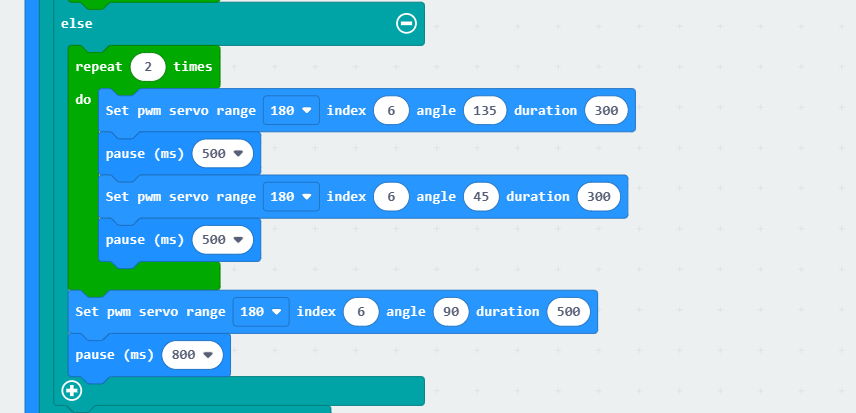 else
repeat 2 times
do
Set pwm servo range 180 index 6 angle 135 duration 300
pause (ms) 500
Set pwm servo range 180 index 6 angle 45 duration 300
pause (ms) 500
Set pwm servo range 180 index 6 angle 90 duration 500
pause (ms) 800